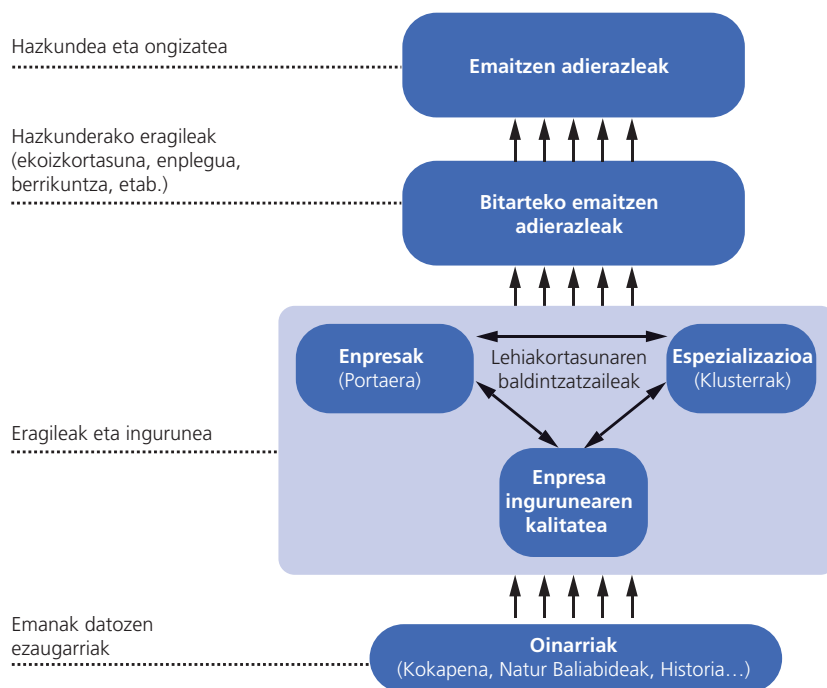 Hazkundea eta ongizatea
Emaitzen adierazleak
Hazkunderako eragileak
(ekoizkortasuna, enplegua,
berrikuntza, etab.)
Bitarteko emaitzen
adierazleak
Enpresak
(Portaera)
Lehiakortasunaren
baldintzatzaileak
Espezializazioa
(Klusterrak)
Eragileak eta ingurunea
Enpresa
ingurunearen
kalitatea
Emanak datozen
ezaugarriak
Oinarriak
(Kokapena, Natur Baliabideak, Historia…)